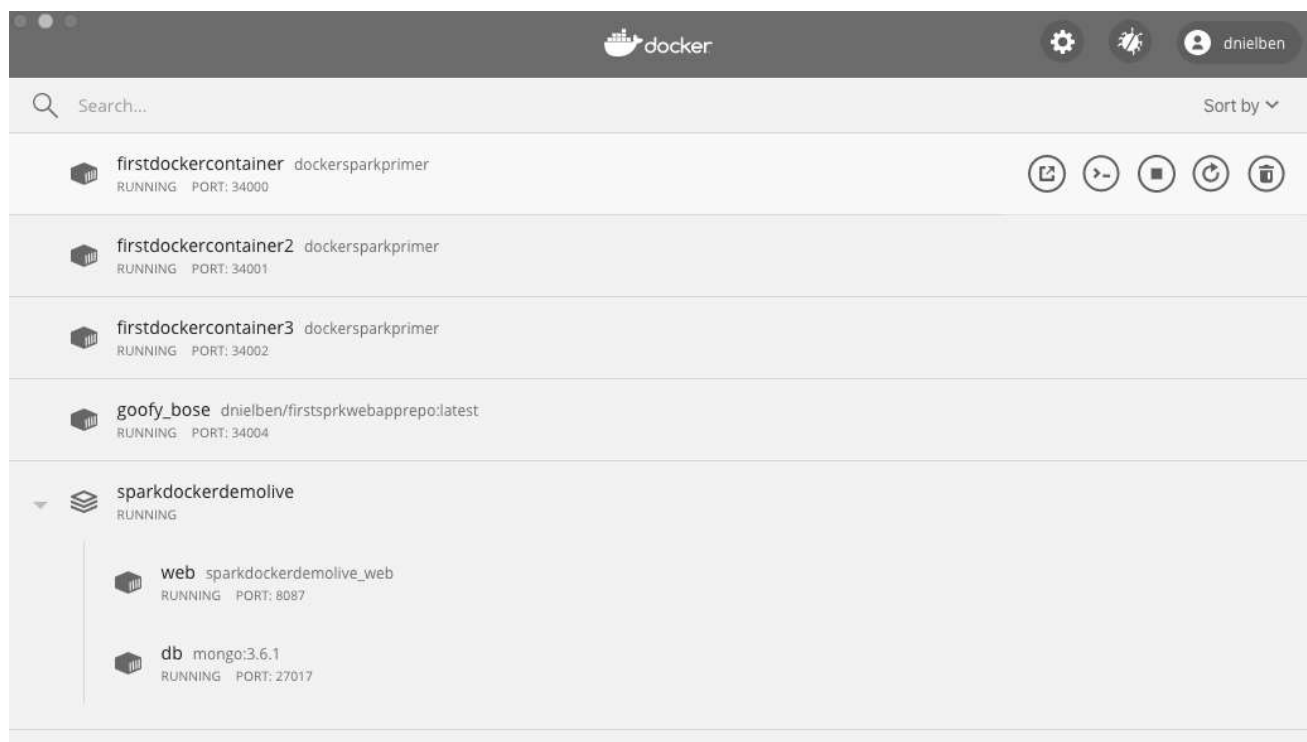 docker
dnielben
Search...
Sort by
firstdockercontainer dockersparkprimer
RUNNING PORT: 34000
firstdockercontainer2 dockersparkprimer
RUNNING PORT: 34001
firstdockercontainer3 dockersparkprimer
RUNNING PORT: 34002
goofy_bose dnielben/firstsprkwebapprepo:latest
RUNNING PORT: 34004
sparkdockerdemolive
RUNNING
web sparkdockerdemolive_web
RUNNING PORT: 8087
db mongo:3.6.1
RUNNING PORT: 27017